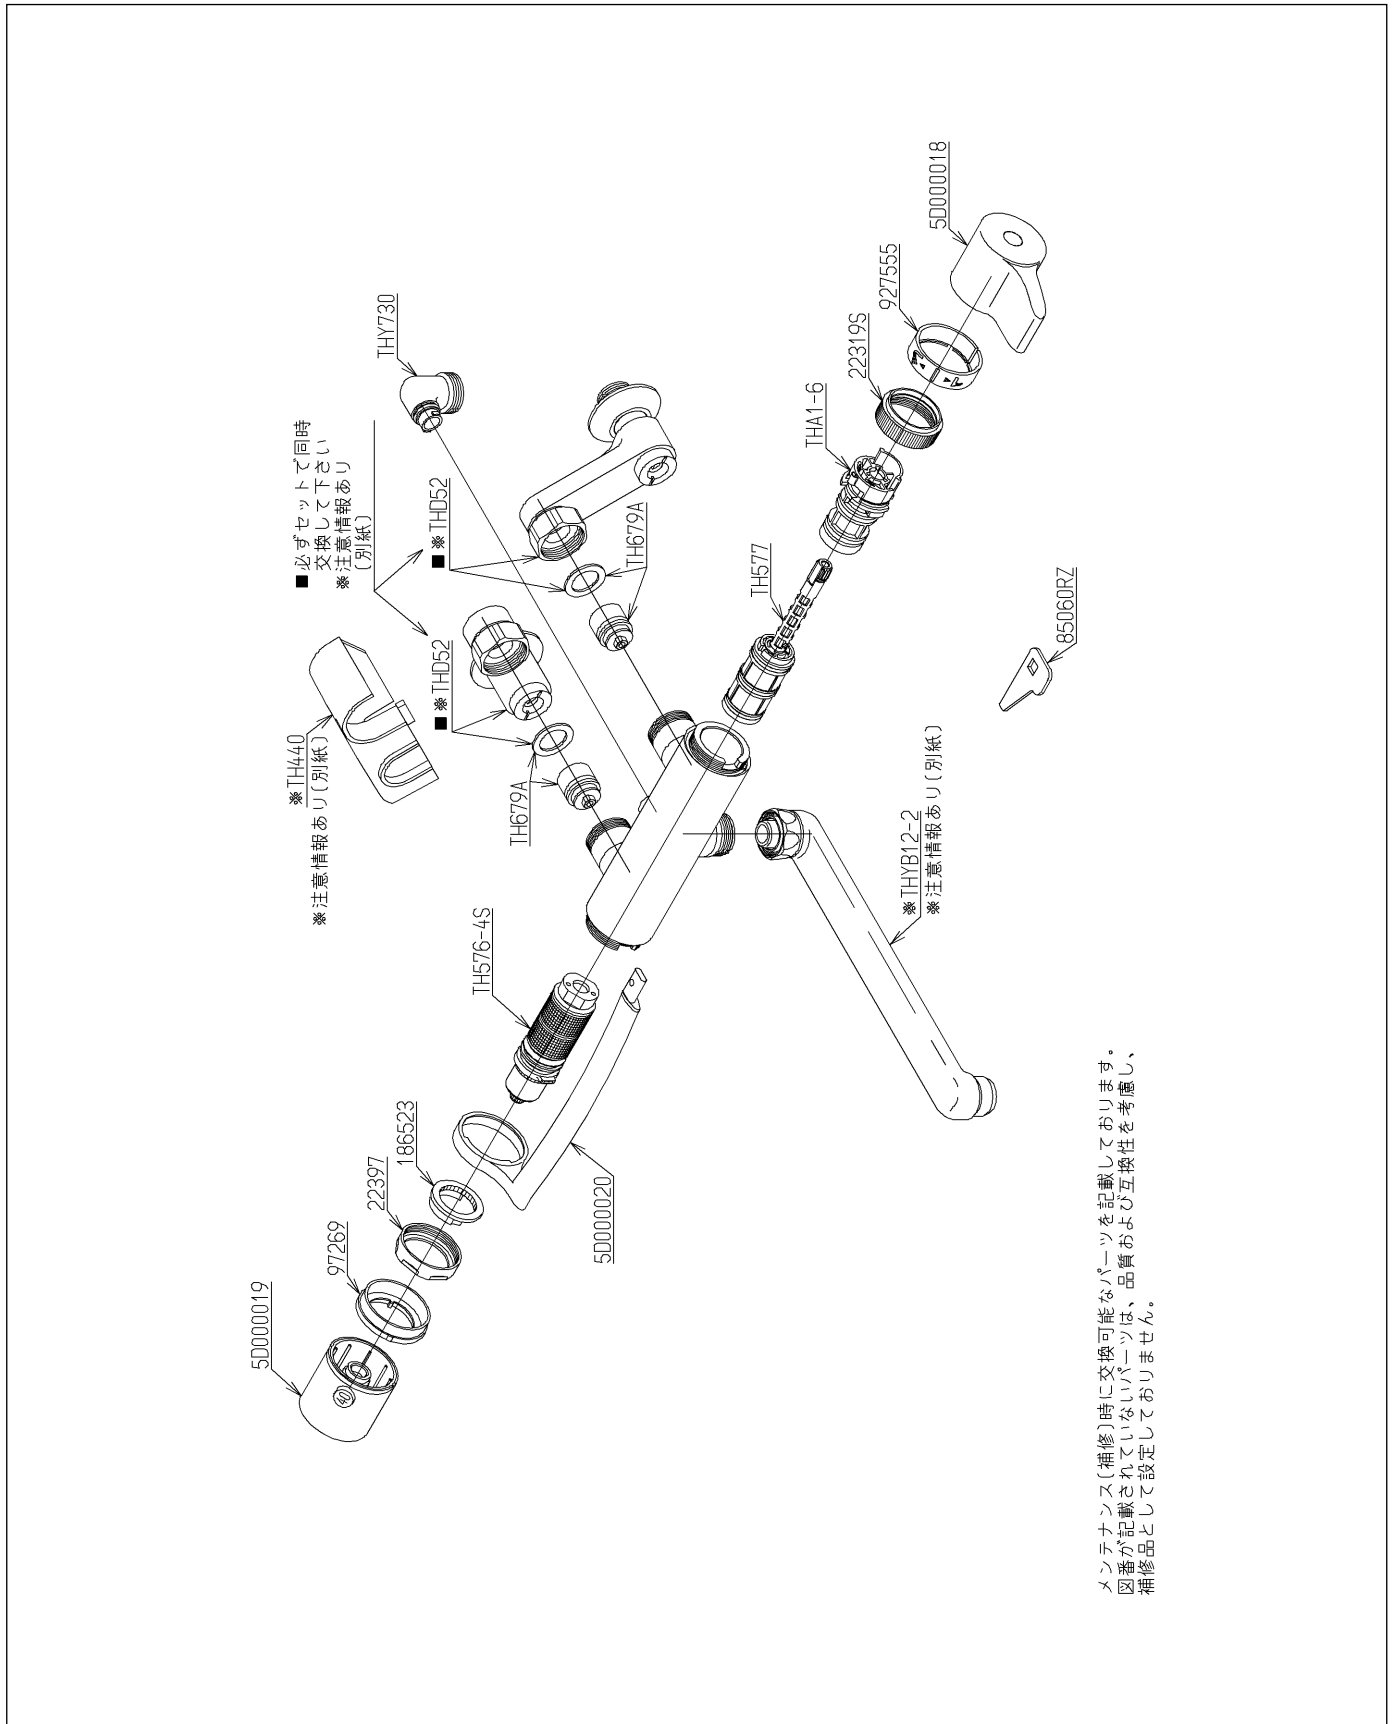 5D000018
927555
22319S
THY730
THA1-6
■必ずセットで同時
交換して下さい
※注意情報あり
(別紙)
■※THD52
TH679A
TH577
85060RZ
■※THD52
※TH440
※注意情報あり(別紙)
TH679A
※THYB12-2
※注意情報あり(別紙)
TH576-4S
186523
22397
5D000020
97269
5D000019
40
メンテナンス(補修)時に交換可能なパーツを記載しております。
図番が記載されていないパーツは、品質および互換性を考慮し、
補修品として設定しておりません。